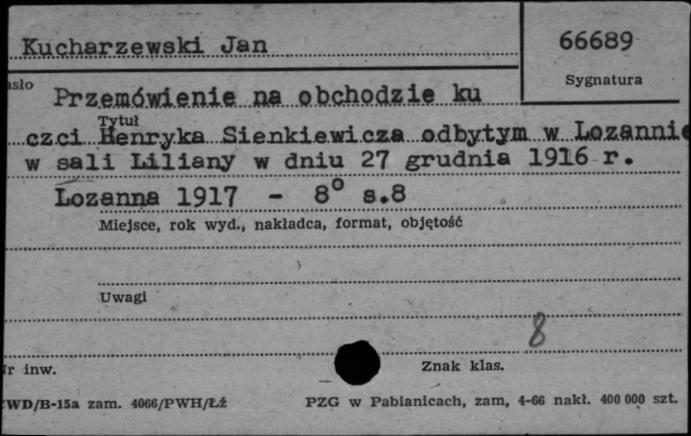 Kucharzewski Jan
66689
Sygnatura
Przemówienie na obchodzie ku
Tytuł
czci Henryka Sienkiewicza odbytym w Lozannie
w sali Liliany w dniu 27 grudnia 1916 r.
Lozanna 1917 - 8° s.8
Miejsce, rok wyd., nakładca, format, objętość
Uwagi
8
r inw.
Znak klas.
WD/B-15a zam. 4066/PWH/Łż
PZG w Pabianicach, zam, 4-66 nakł. 400 000 szt.